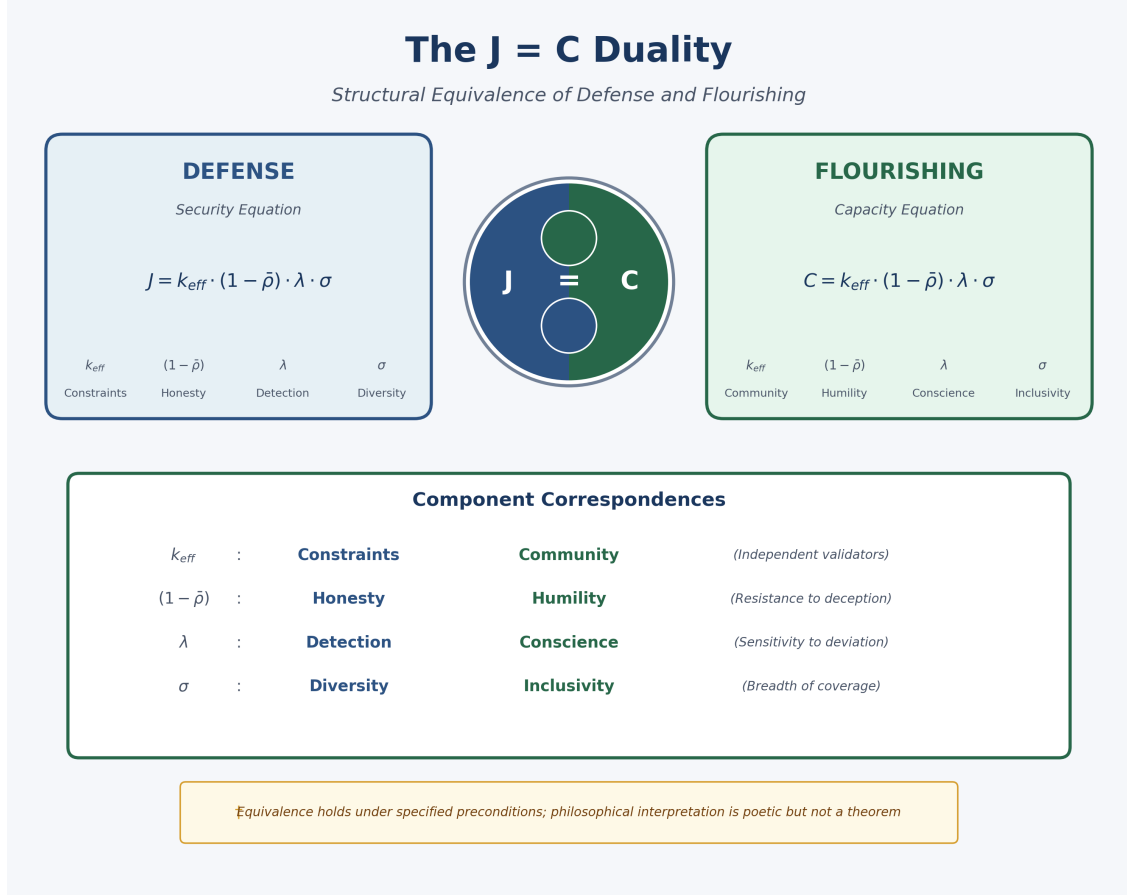 The J = C Duality
Structural Equivalence of Defense and Flourishing
DEFENSE
Security Equation
J = k_eff · (1 − ρ̄) · λ · σ
k_eff (1 − ρ̄) λ σ
Constraints Honesty Detection Diversity
J = C
FLOURISHING
Capacity Equation
C = k_eff · (1 − ρ̄) · λ · σ
k_eff (1 − ρ̄) λ σ
Community Humility Conscience Inclusivity
Component Correspondences
k_eff : Constraints Community (Independent validators)
(1 − ρ̄) : Honesty Humility (Resistance to deception)
λ : Detection Conscience (Sensitivity to deviation)
σ : Diversity Inclusivity (Breadth of coverage)
†Equivalence holds under specified preconditions; philosophical interpretation is poetic but not a theorem